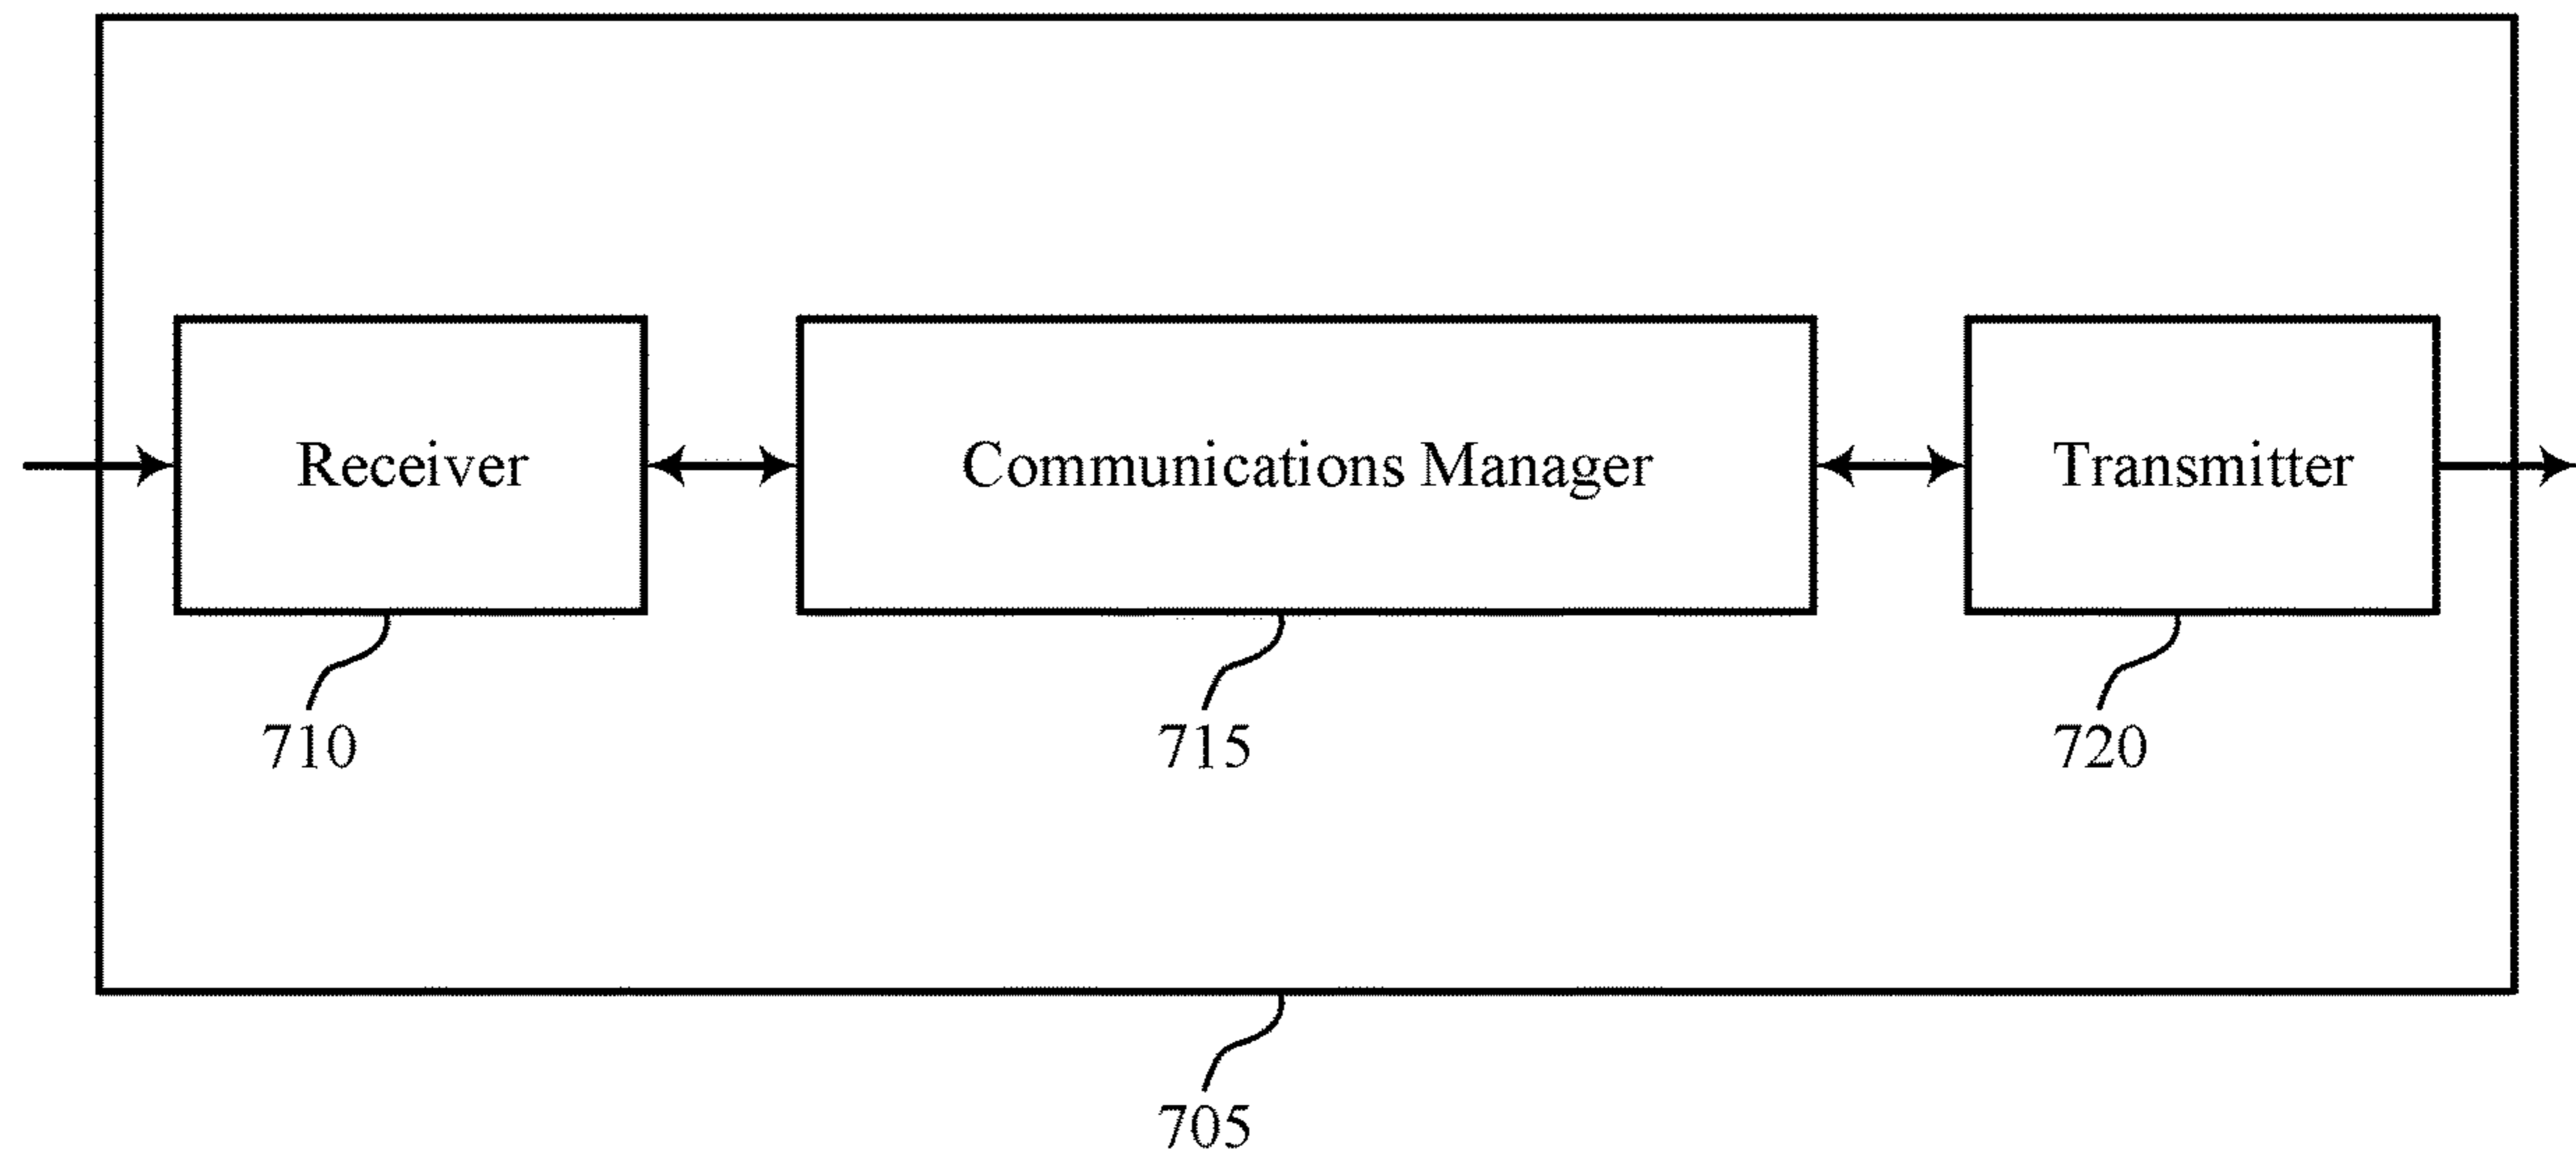 Receiver
Communications Manager
Transmitter
710
715
720
705